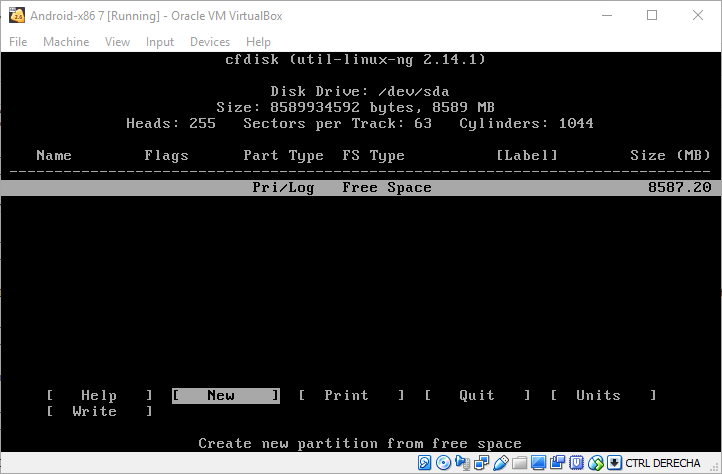 Android-x86 7 [Running] - Oracle VM VirtualBox
File Machine View Input Devices Help
cfdisk (util-linux-ng 2.14.1)
Disk Drive: /dev/sda
Size: 8589934592 bytes, 8589 MB
Heads: 255 Sectors per Track: 63 Cylinders: 1044
Name Flags Part Type FS Type [Label] Size (MB)
Pri/Log Free Space 8587.20
[ Help ] [ New ] [ Print ] [ Quit ] [ Units ]
[ Write ]
Create new partition from free space
CTRL DERECHA